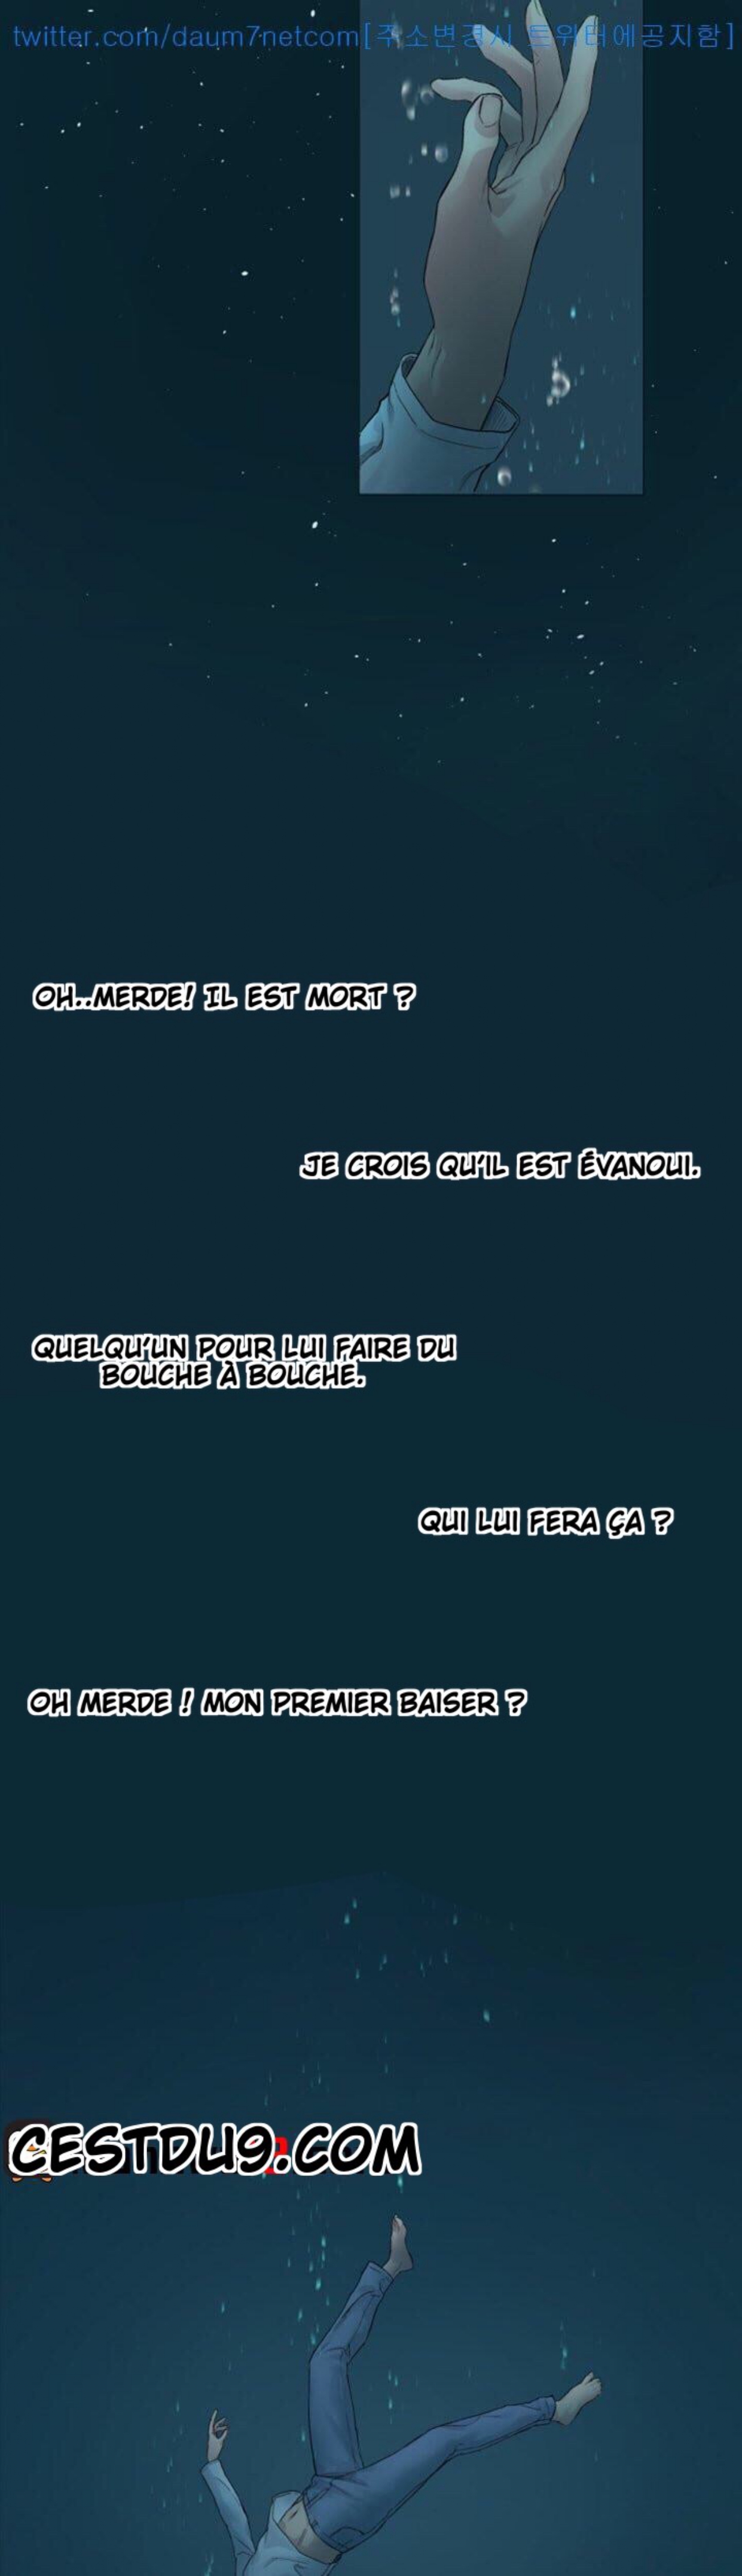 twitter.com/daum7netcom[주소변경시 트위터에공지함]
OH..MERDE! IL EST MORT ?
JE CROIS QU'IL EST ÉVANOUI.
QUELQU'UN POUR LUI FAIRE DU
BOUCHE À BOUCHE.
QUI LUI FERA ÇA ?
OH MERDE ! MON PREMIER BAISER ?
CESTDU9.COM